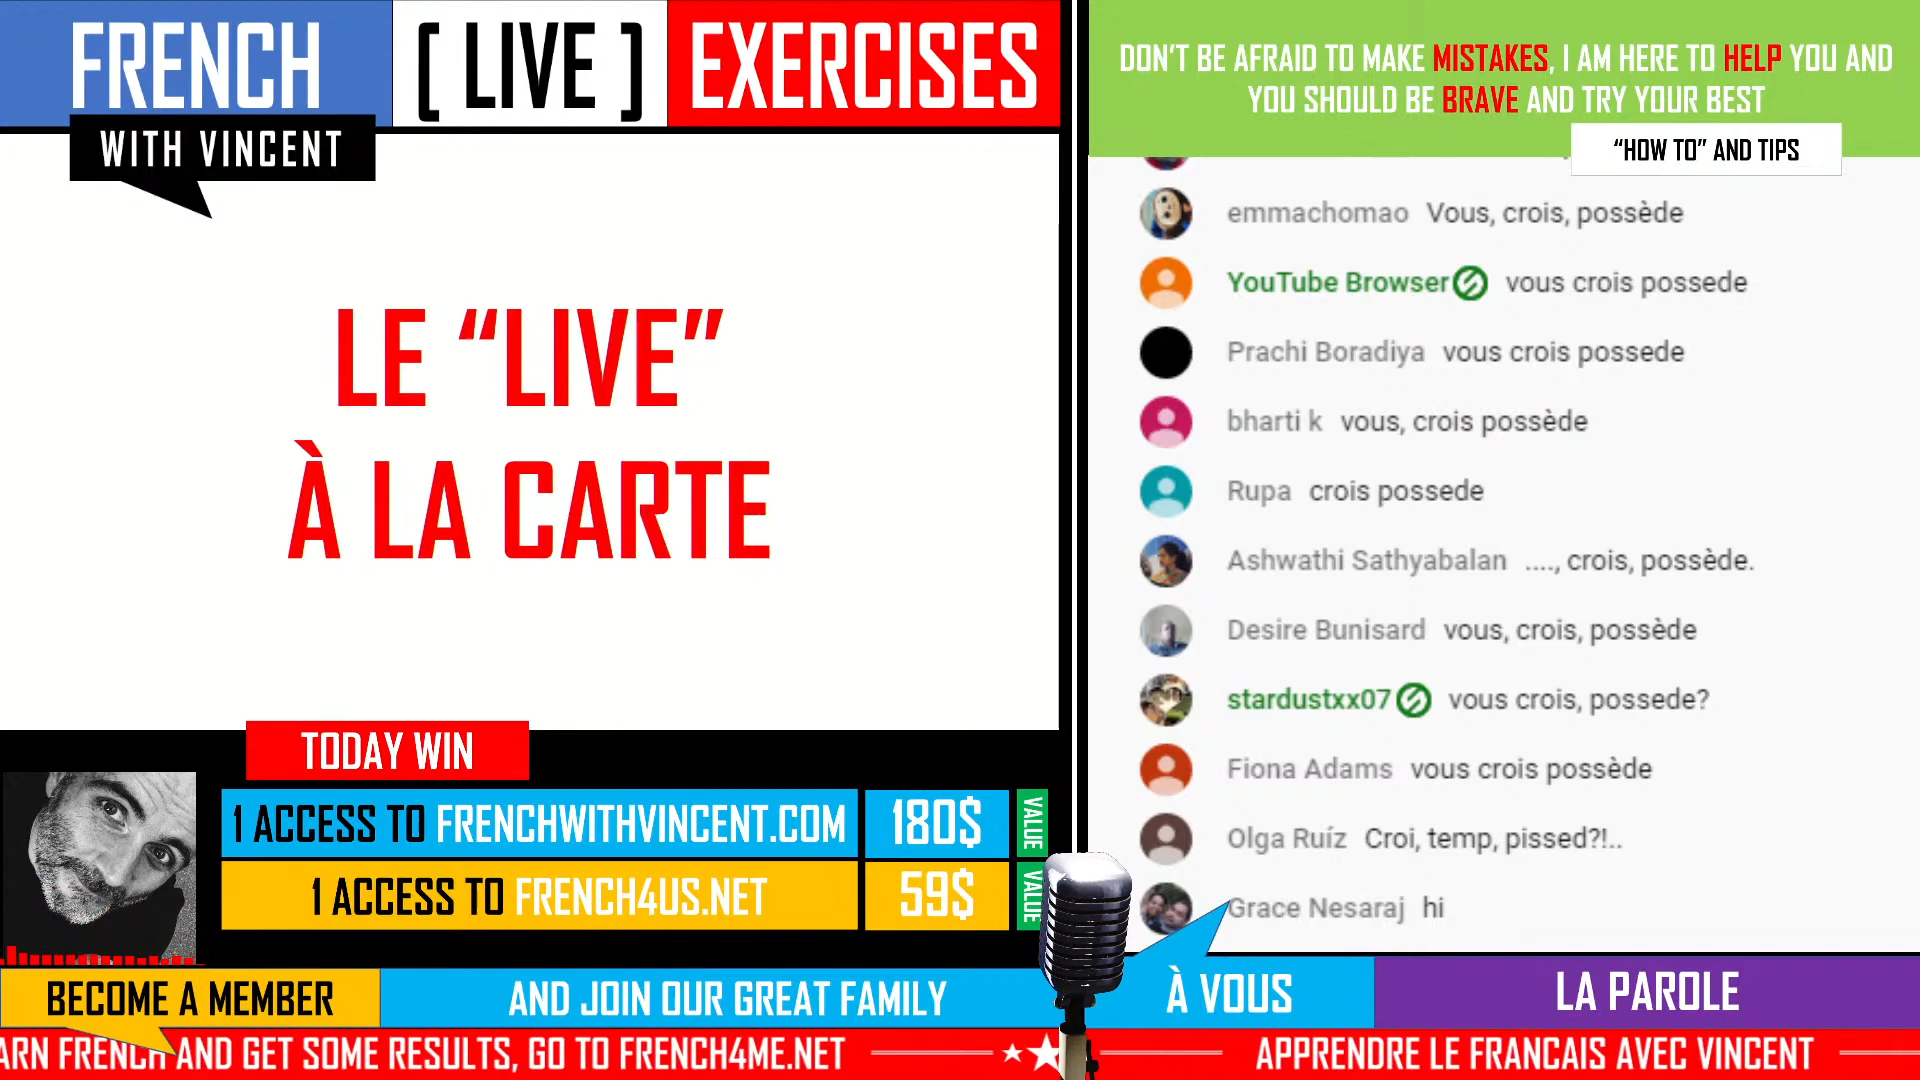 FRENCH
[ LIVE ]
EXERCISES
WITH VINCENT
LE “LIVE”
À LA CARTE
TODAY WIN
1 ACCESS TO FRENCHWITHVINCENT.COM
180$
VALUE
1 ACCESS TO FRENCH4US.NET
59$
VALUE
BECOME A MEMBER
AND JOIN OUR GREAT FAMILY
DON'T BE AFRAID TO MAKE MISTAKES, I AM HERE TO HELP YOU AND
YOU SHOULD BE BRAVE AND TRY YOUR BEST
“HOW TO” AND TIPS
emmachomao Vous, crois, possède
YouTube Browser vous crois possede
Prachi Boradiya vous crois possede
bharti k vous, crois possède
Rupa crois possede
Ashwathi Sathyabalan ...., crois, possède.
Desire Bunisard vous, crois, possède
stardustxx07 vous crois, possede?
Fiona Adams vous crois possède
Olga Ruíz Croi, temp, pissed?!..
Grace Nesaraj hi
À VOUS
LA PAROLE
ARN FRENCH AND GET SOME RESULTS, GO TO FRENCH4ME.NET
APPRENDRE LE FRANCAIS AVEC VINCENT